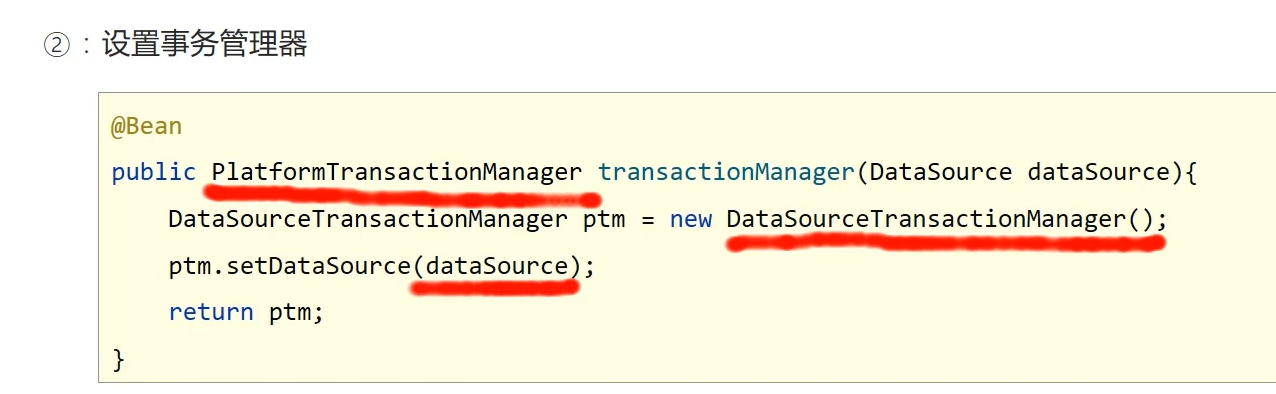 ②：设置事务管理器
@Bean
public PlatformTransactionManager transactionManager(DataSource dataSource){
    DataSourceTransactionManager ptm = new DataSourceTransactionManager();
    ptm.setDataSource(dataSource);
    return ptm;
}